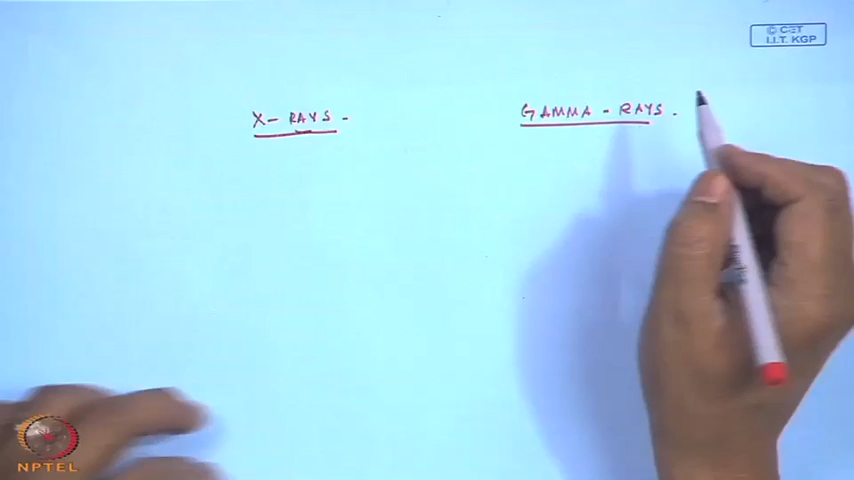 © CET
I.I.T. KGP
X - RAYS -
GAMMA - RAYS.
NPTEL